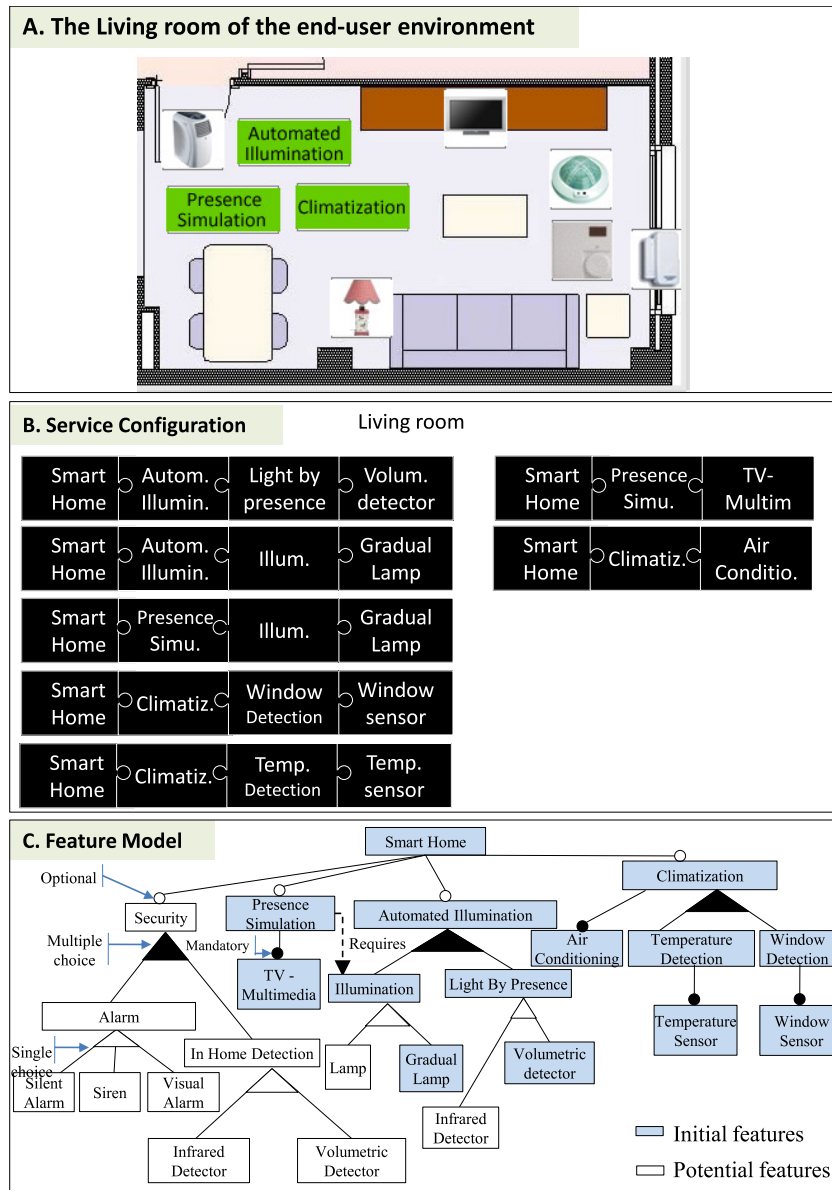 A. The Living room of the end-user environment
Automated
Illumination
Presence
Simulation
Climatization
B. Service Configuration
Living room
Smart
Home
Autom.
Illumin.
Light by
presence
Volum.
detector
Smart
Home
Presence
Simu.
TV-
Multim
Smart
Home
Autom.
Illumin.
Illum.
Gradual
Lamp
Smart
Home
Climatiz.
Air
Conditio.
Smart
Home
Presence
Simu.
Illum.
Gradual
Lamp
Smart
Home
Climatiz.
Window
Detection
Window
sensor
Smart
Home
Climatiz.
Temp.
Detection
Temp.
sensor
C. Feature Model
Smart Home
Optional
Security
Presence
Simulation
Automated Illumination
Climatization
Multiple
choice
Mandatory
Requires
TV -
Multimedia
Illumination
Light By Presence
Air
Conditioning
Temperature
Detection
Window
Detection
Alarm
Single
choice
In Home Detection
Lamp
Gradual
Lamp
Volumetric
detector
Temperature
Sensor
Window
Sensor
Silent
Alarm
Siren
Visual
Alarm
Infrared
Detector
Infrared
Detector
Volumetric
Detector
Initial features
Potential features